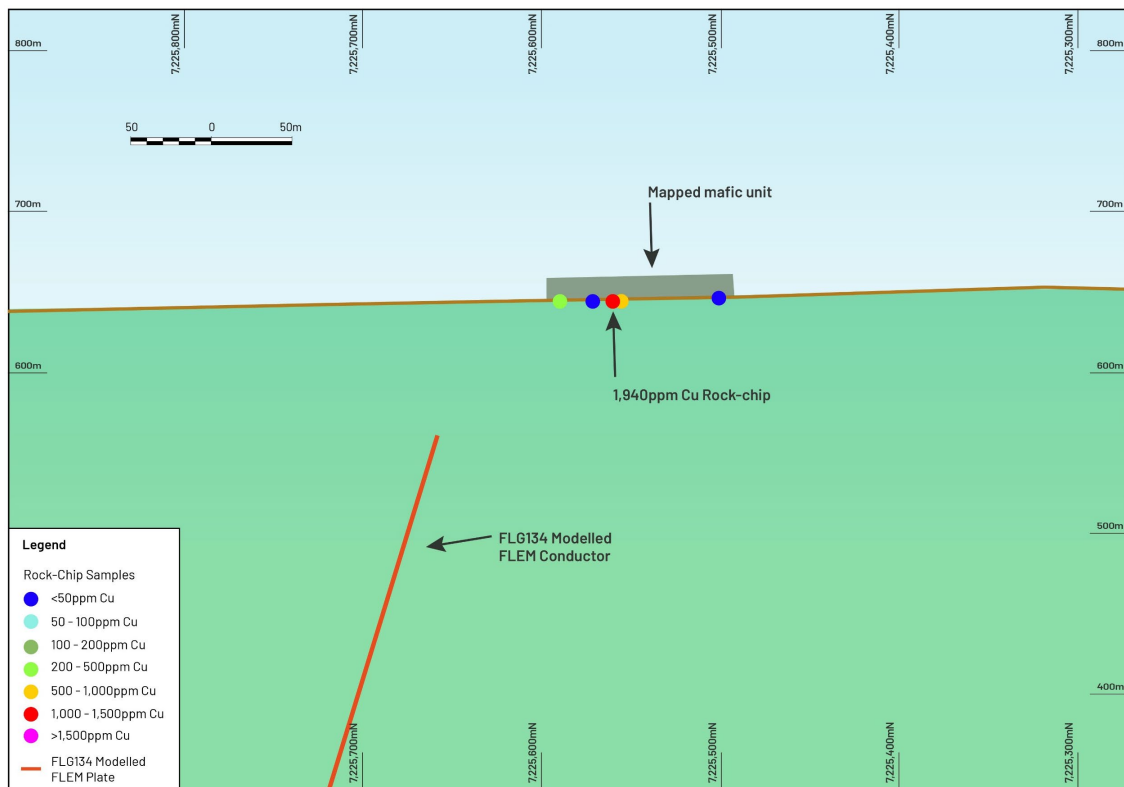 7,225,800mN
7,225,700mN
7,225,600mN
7,225,500mN
7,225,400mN
7,225,300mN
800m
800m
50 0 50m
Mapped mafic unit
700m
700m
600m
600m
1,940ppm Cu Rock-chip
500m
500m
FLG134 Modelled
FLEM Conductor
Legend
Rock-Chip Samples
<50ppm Cu
50 - 100ppm Cu
100 - 200ppm Cu
200 - 500ppm Cu
500 - 1,000ppm Cu
1,000 - 1,500ppm Cu
>1,500ppm Cu
FLG134 Modelled
FLEM Plate
400m
7,225,700mN
7,225,600mN
7,225,500mN
7,225,400mN
7,225,300mN